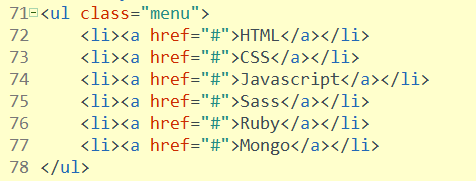 71 <ul class="menu">
72     <li><a href="#">HTML</a></li>
73     <li><a href="#">CSS</a></li>
74     <li><a href="#">Javascript</a></li>
75     <li><a href="#">Sass</a></li>
76     <li><a href="#">Ruby</a></li>
77     <li><a href="#">Mongo</a></li>
78 </ul>